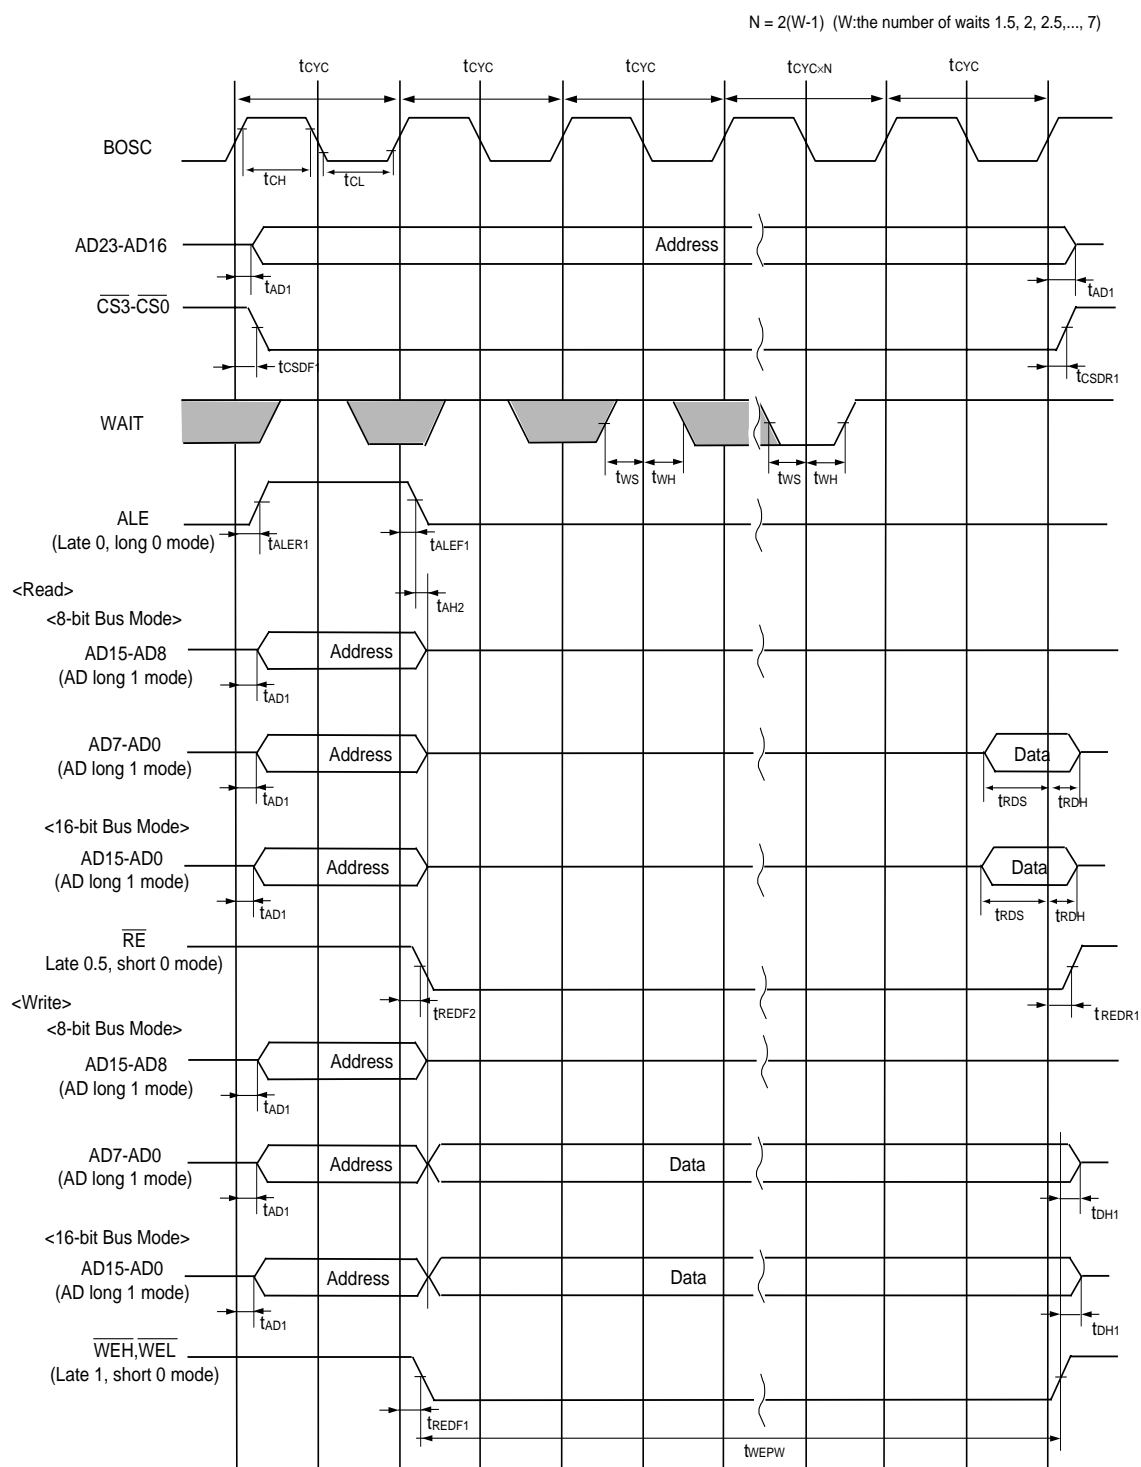 N = 2(W-1) (W:the number of waits 1.5, 2, 2.5,..., 7)
tCYC tCYC tCYC tCYC×N tCYC
BOSC
tCH tCL
AD23-AD16 Address
tAD1 tAD1
CS3-CS0
tCSDF1 tCSDR1
WAIT
tWS tWH tWS tWH
ALE
(Late 0, long 0 mode) tALER1 tALEF1
<Read> tAH2
<8-bit Bus Mode>
AD15-AD8 Address
(AD long 1 mode)
tAD1
AD7-AD0 Address Data
(AD long 1 mode)
tAD1 tRDS tRDH
<16-bit Bus Mode>
AD15-AD0 Address Data
(AD long 1 mode)
tAD1 tRDS tRDH
RE
Late 0.5, short 0 mode)
<Write> tREDF2 tREDR1
<8-bit Bus Mode>
AD15-AD8 Address
(AD long 1 mode)
tAD1
AD7-AD0 Address Data
(AD long 1 mode)
tAD1 tDH1
<16-bit Bus Mode>
AD15-AD0 Address Data
(AD long 1 mode)
tAD1 tDH1
WEH,WEL
(Late 1, short 0 mode)
tREDF1
tWEPW